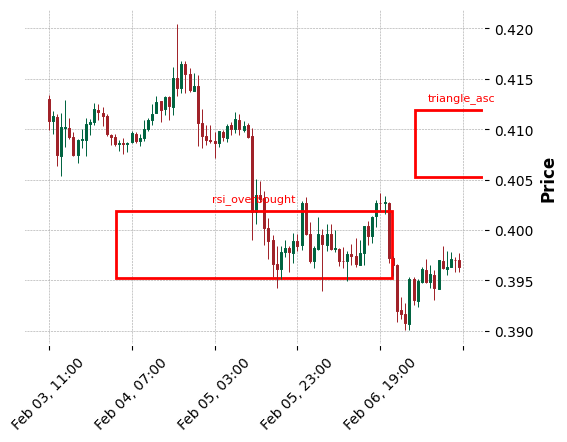 0.420
0.415
triangle_asc
0.410
0.405
Price
rsi_overbought
0.400
0.395
0.390
Feb 03, 11:00
Feb 04, 07:00
Feb 05, 03:00
Feb 05, 23:00
Feb 06, 19:00